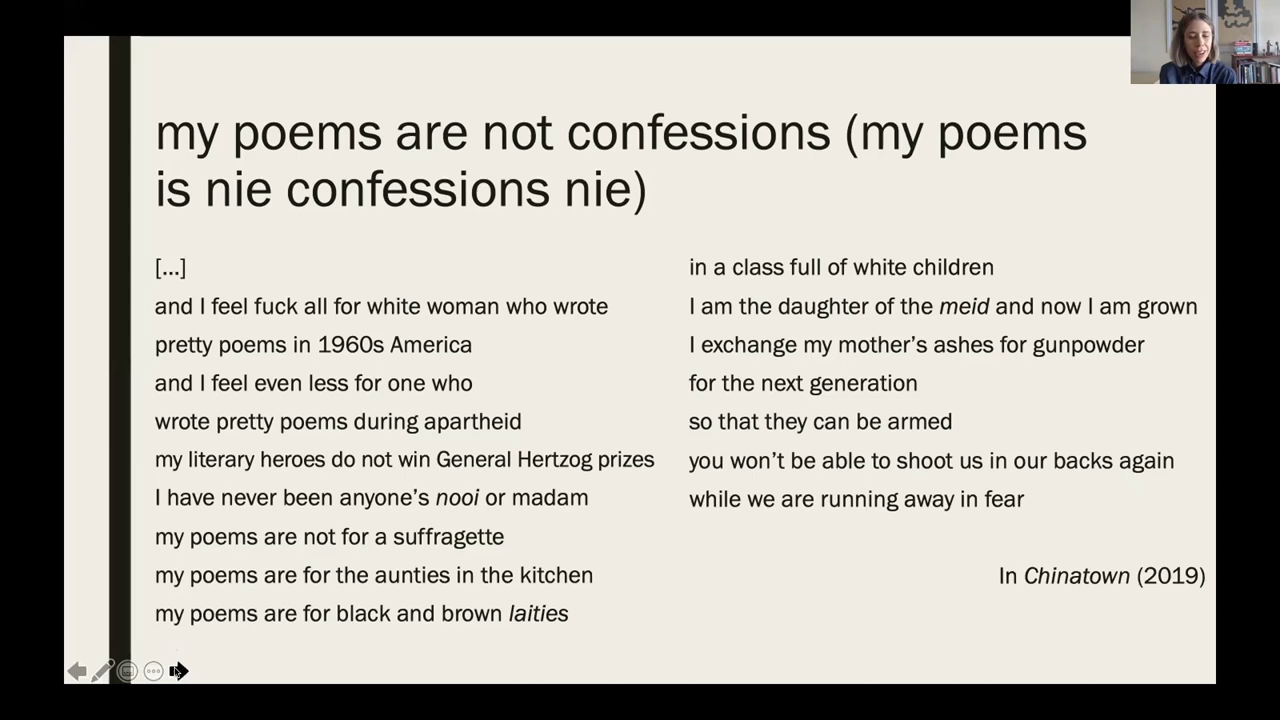 my poems are not confessions (my poems
is nie confessions nie)
[...]
and I feel fuck all for white woman who wrote
pretty poems in 1960s America
and I feel even less for one who
wrote pretty poems during apartheid
my literary heroes do not win General Hertzog prizes
I have never been anyone’s nooi or madam
my poems are not for a suffragette
my poems are for the aunties in the kitchen
my poems are for black and brown laities
in a class full of white children
I am the daughter of the meid and now I am grown
I exchange my mother’s ashes for gunpowder
for the next generation
so that they can be armed
you won’t be able to shoot us in our backs again
while we are running away in fear
In Chinatown (2019)